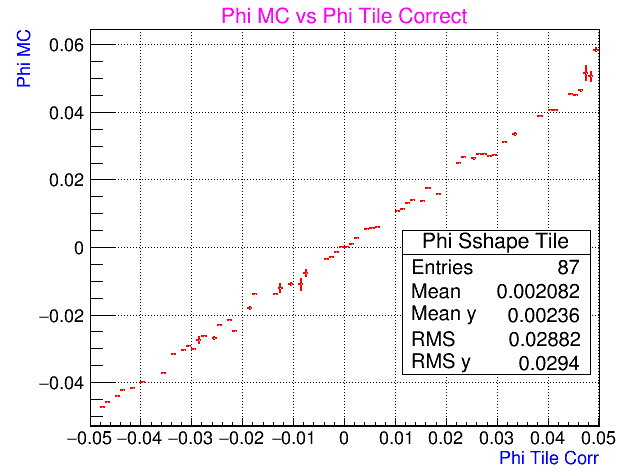 Phi MC vs Phi Tile Correct
Phi MC
0.06
0.04
0.02
0
−0.02
−0.04
Phi Sshape Tile
Entries 87
Mean 0.002082
Mean y 0.00236
RMS 0.02882
RMS y 0.0294
−0.05 −0.04 −0.03 −0.02 −0.01 0 0.01 0.02 0.03 0.04 0.05
Phi Tile Corr